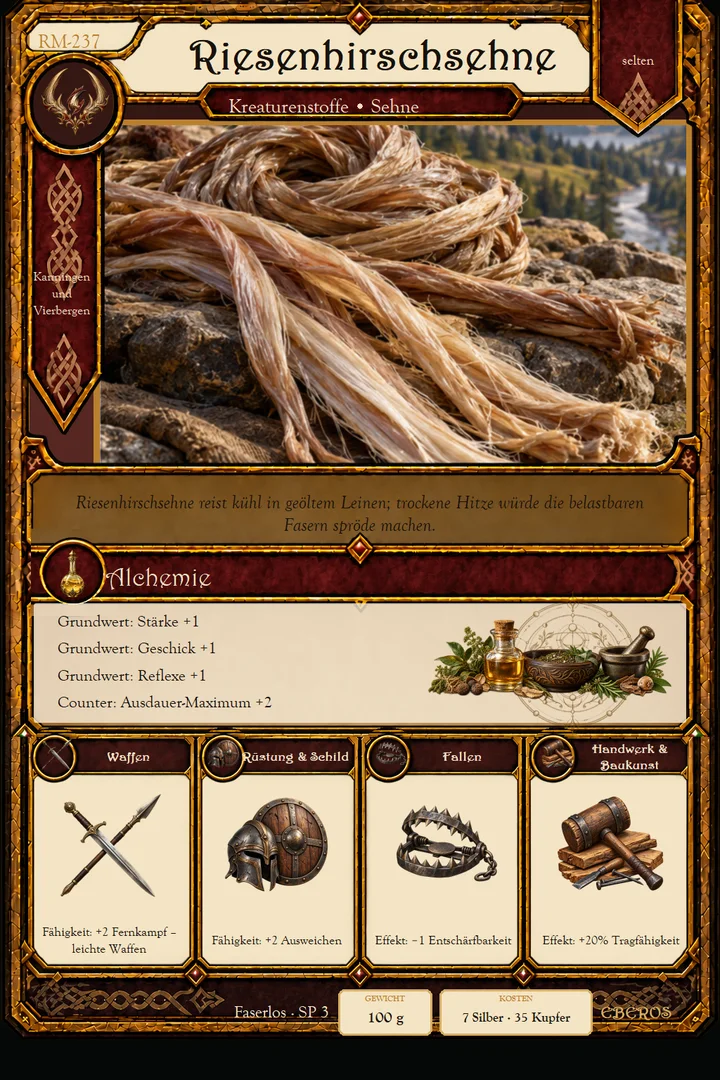 RM-237
Riesenhirschsehne
selten
Kreaturenstoffe • Sehne
Kanningen
und
Vierbergen
Riesenhirschsehne reist kühl in geöltem Leinen; trockene Hitze würde die belastbaren
Fasern spröde machen.
Alchemie
Grundwert: Stärke +1
Grundwert: Geschick +1
Grundwert: Reflexe +1
Counter: Ausdauer-Maximum +2
Waffen
Fähigkeit: +2 Fernkampf –
leichte Waffen
Rüstung & Schild
Fähigkeit: +2 Ausweichen
Fallen
Effekt: −1 Entschärfbarkeit
Handwerk &
Baukunst
Effekt: +20% Tragfähigkeit
Faserlos · SP 3
GEWICHT
100 g
KOSTEN
7 Silber · 35 Kupfer
EBEROS